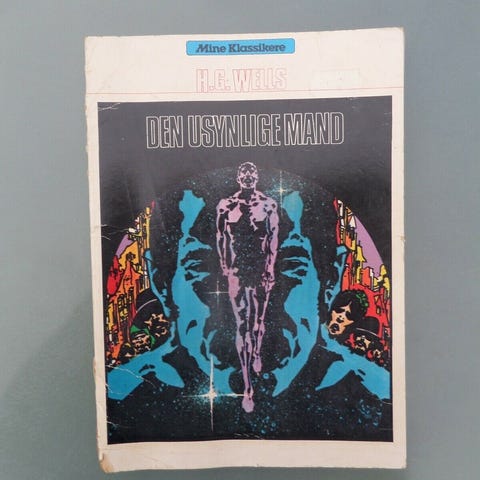 Mine Klassikere
H.G. WELLS
DEN USYNLIGE MAND